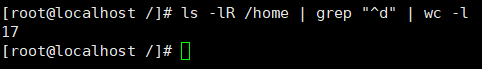 [root@localhost /]# ls -lR /home | grep "^d" | wc -l
17
[root@localhost /]#